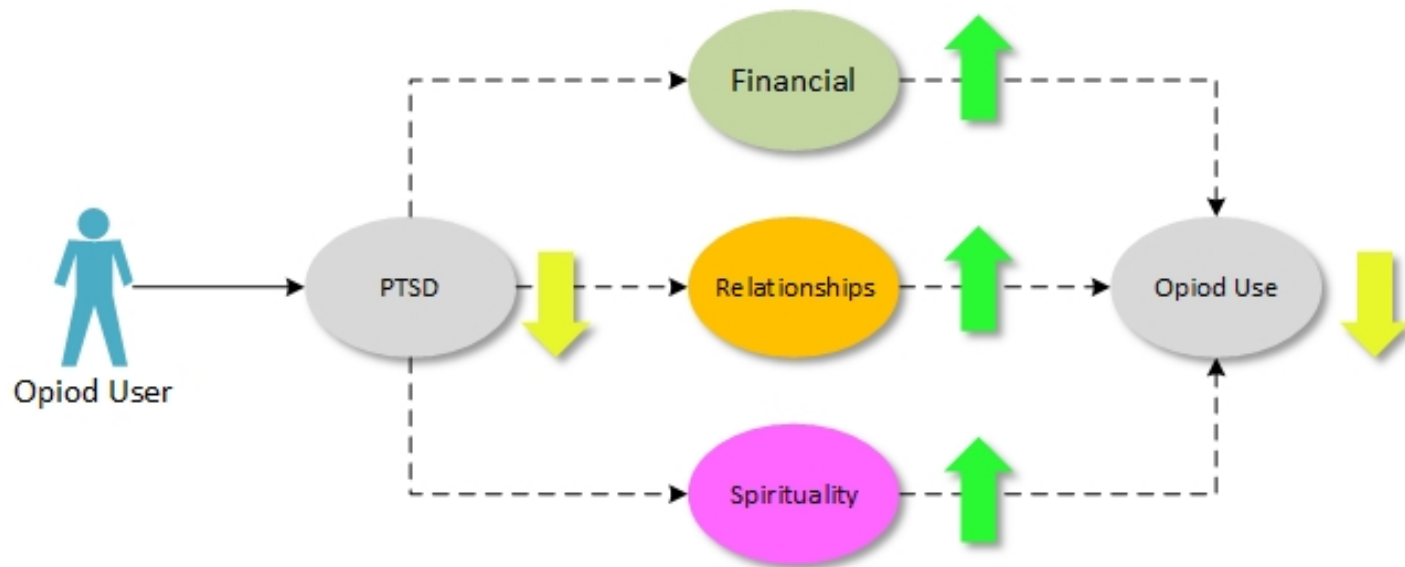 Financial
PTSD
Relationships
Opiod Use
Opiod User
Spirituality